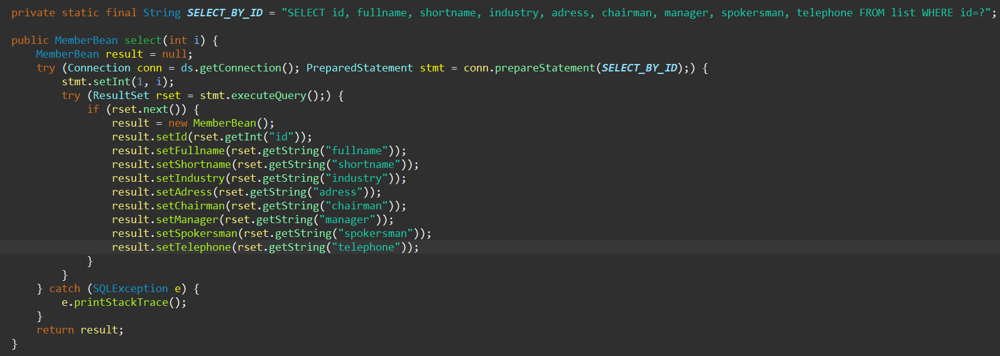 private static final String SELECT_BY_ID = "SELECT id, fullname, shortname, industry, adress, chairman, manager, spokersman, telephone FROM list WHERE id=?";
public MemberBean select(int i) {
MemberBean result = null;
try (Connection conn = ds.getConnection(); PreparedStatement stmt = conn.prepareStatement(SELECT_BY_ID);) {
stmt.setInt(1, i);
try (ResultSet rset = stmt.executeQuery();) {
if (rset.next()) {
result = new MemberBean();
result.setId(rset.getInt("id"));
result.setFullname(rset.getString("fullname"));
result.setShortname(rset.getString("shortname"));
result.setIndustry(rset.getString("industry"));
result.setAdress(rset.getString("adress"));
result.setChairman(rset.getString("chairman"));
result.setManager(rset.getString("manager"));
result.setSpokersman(rset.getString("spokersman"));
result.setTelephone(rset.getString("telephone"));
}
}
} catch (SQLException e) {
e.printStackTrace();
}
return result;
}